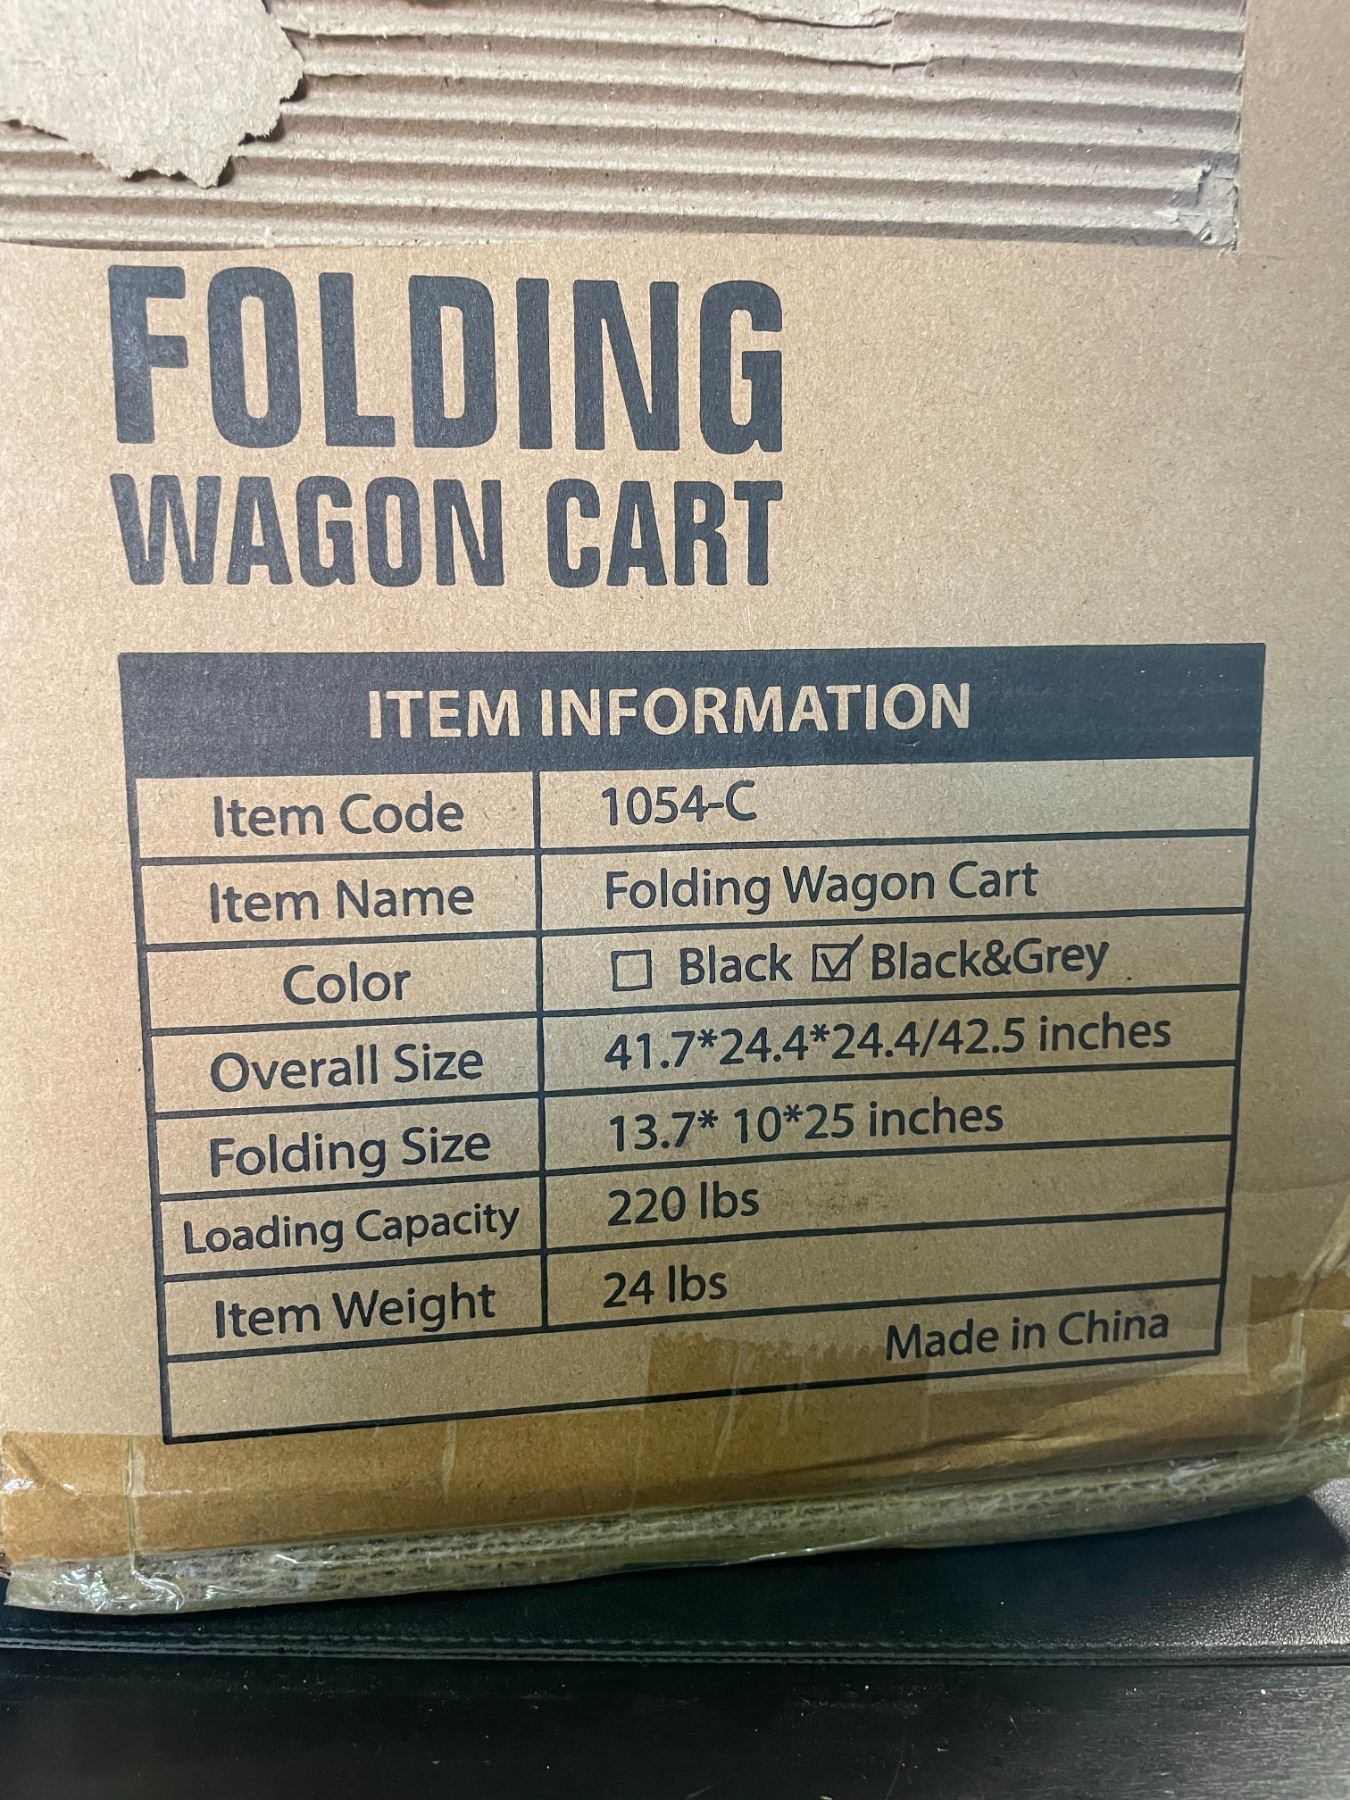 FOLDING
WAGON CART
ITEM INFORMATION
Item Code 1054-C
Item Name Folding Wagon Cart
Color ☐ Black ☑ Black&Grey
Overall Size 41.7*24.4*24.4/42.5 inches
Folding Size 13.7* 10*25 inches
Loading Capacity 220 lbs
Item Weight 24 lbs
Made in China